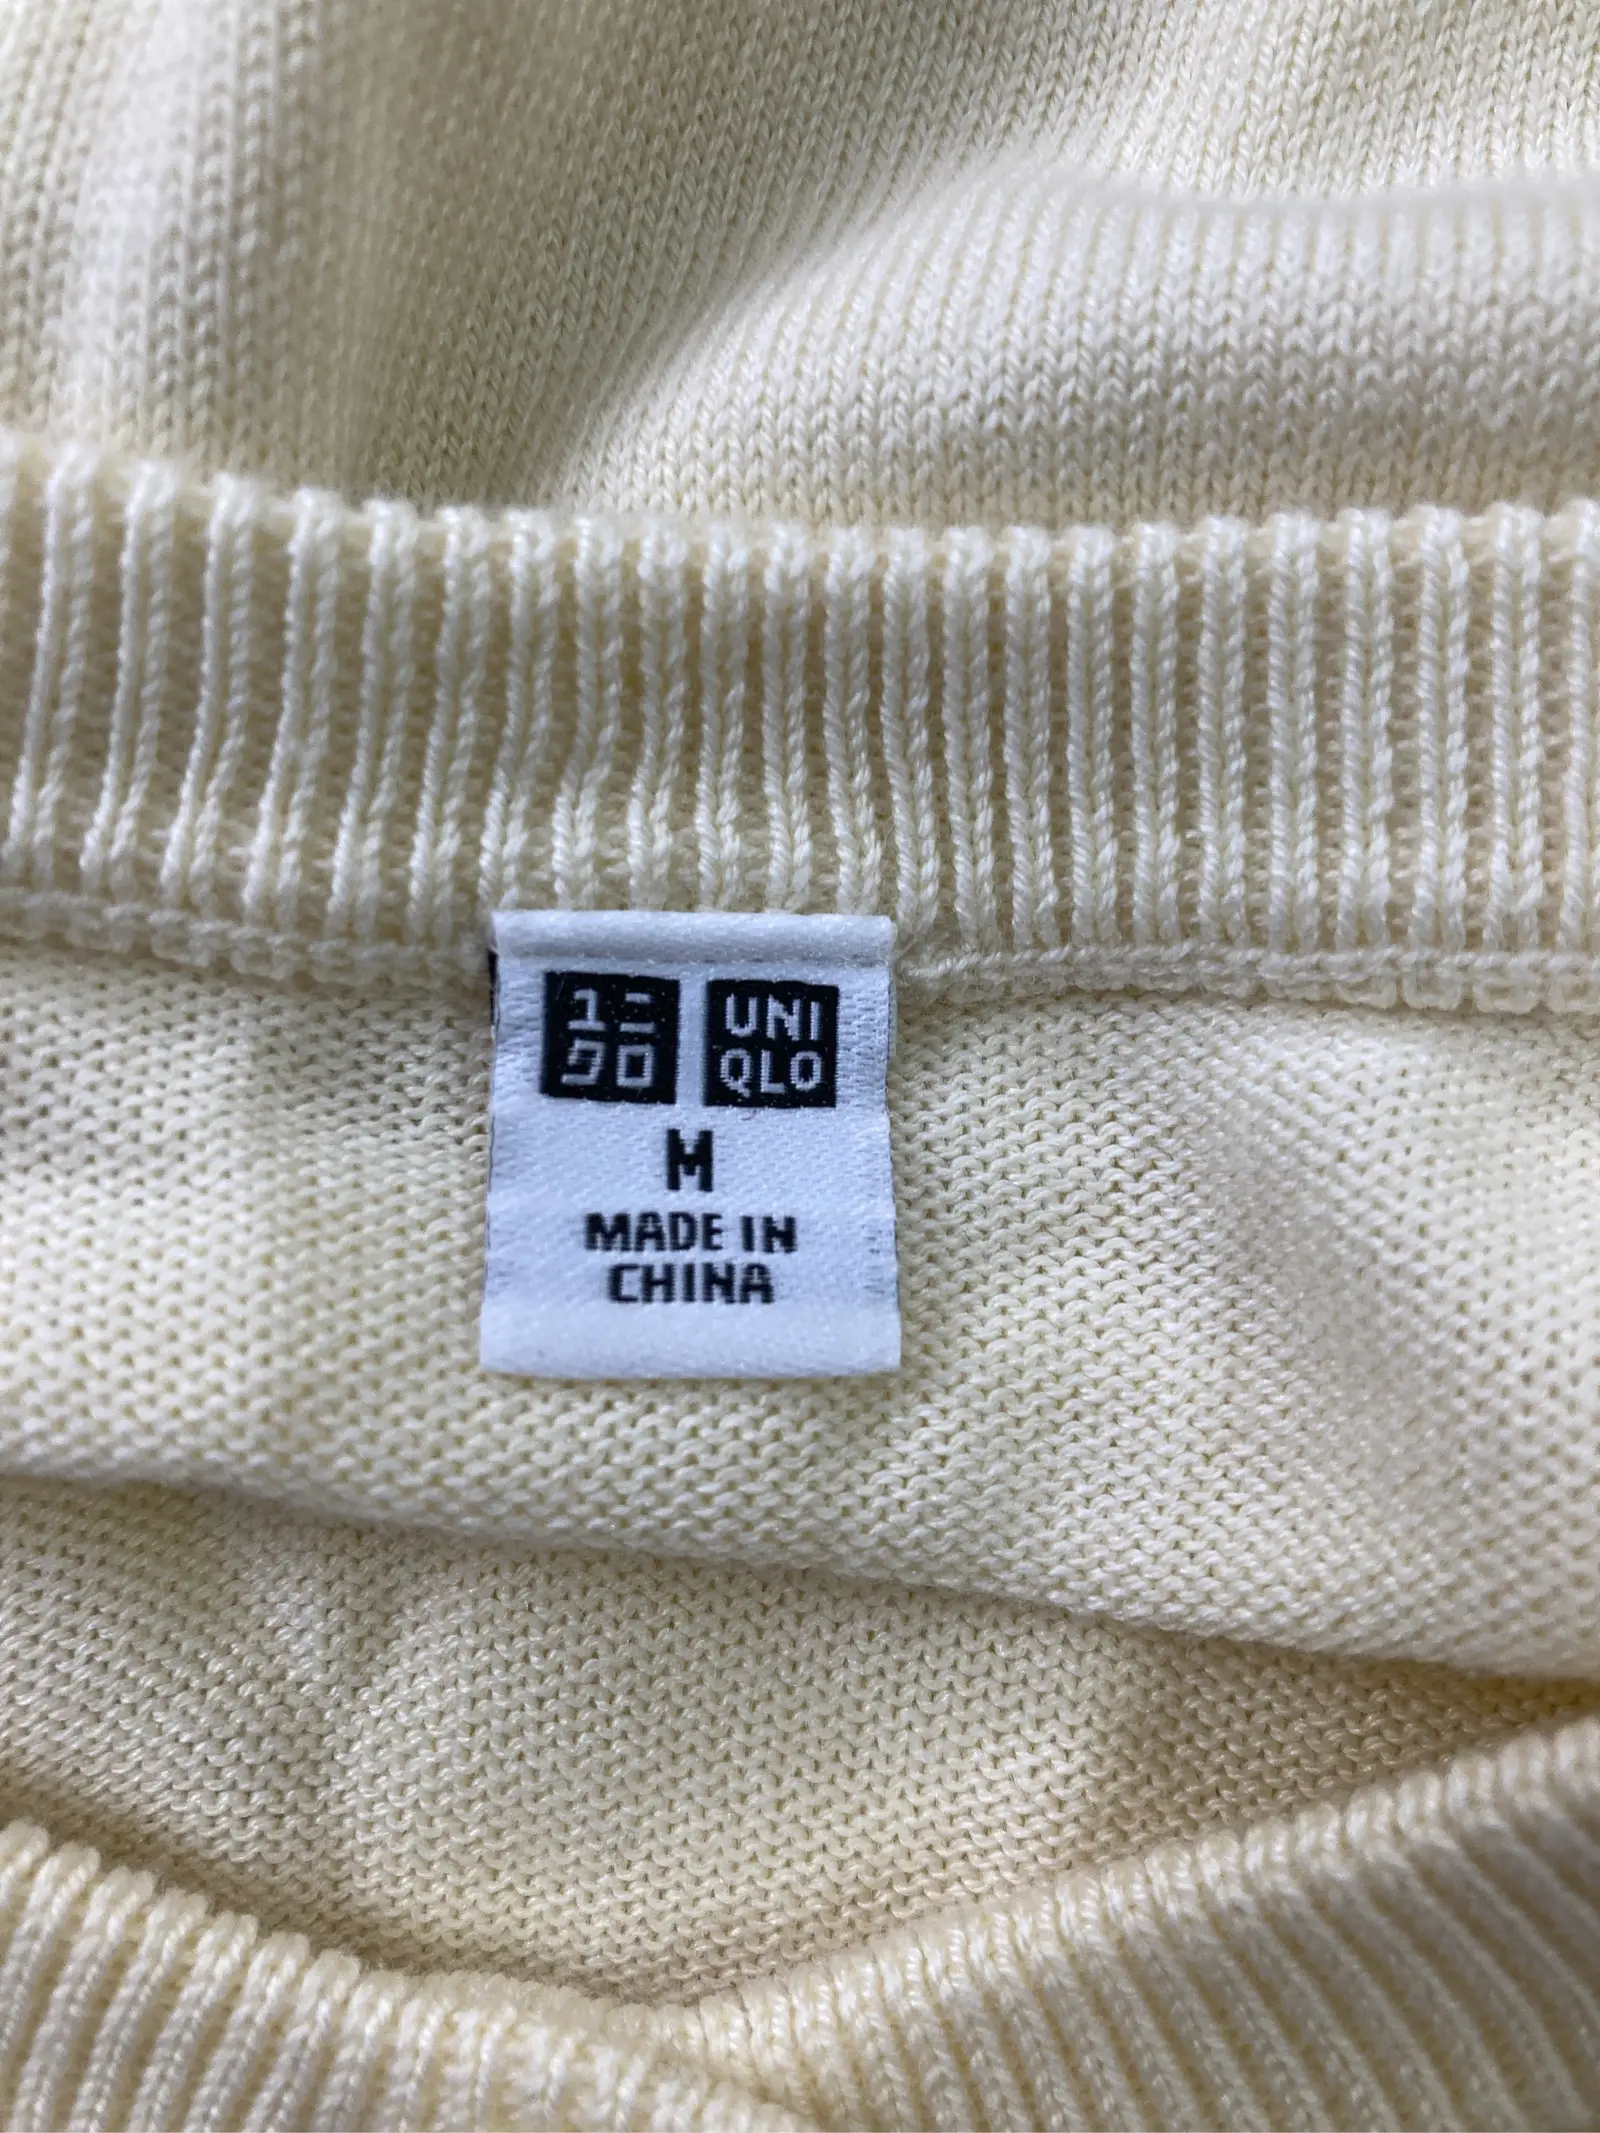 ユニ UNI
クロ QLO
M
MADE IN
CHINA